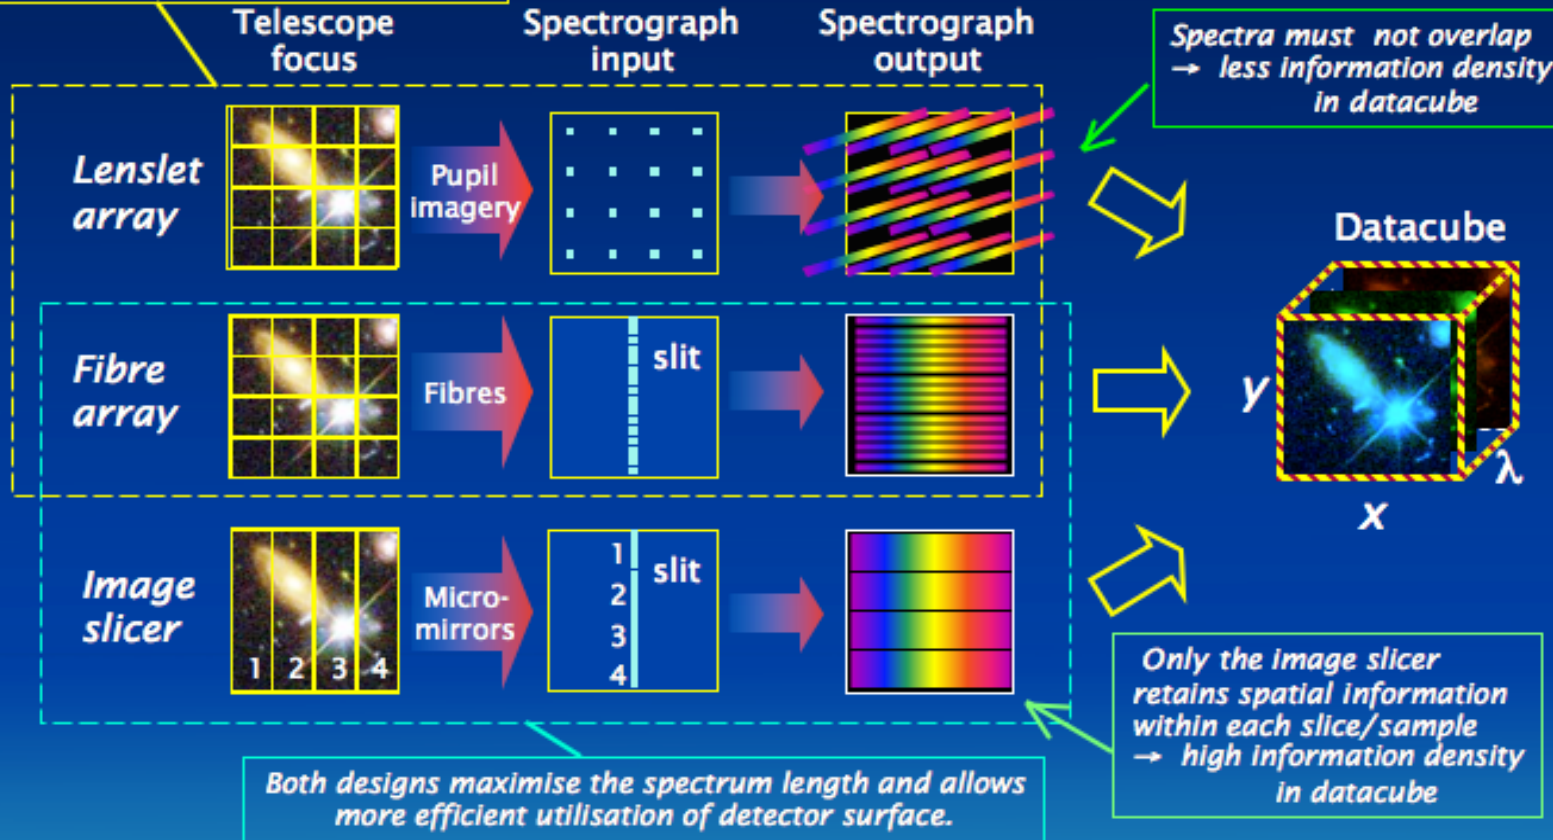 Telescope
focus
Spectrograph
input
Spectrograph
output
Spectra must not overlap
→ less information density
in datacube
Lenslet
array
Pupil
imagery
Datacube
Fibre
array
Fibres
slit
y
λ
x
Image
slicer
1 2 3 4
Micro-
mirrors
1
2
3
4
slit
Only the image slicer
retains spatial information
within each slice/sample
→ high information density
in datacube
Both designs maximise the spectrum length and allows
more efficient utilisation of detector surface.